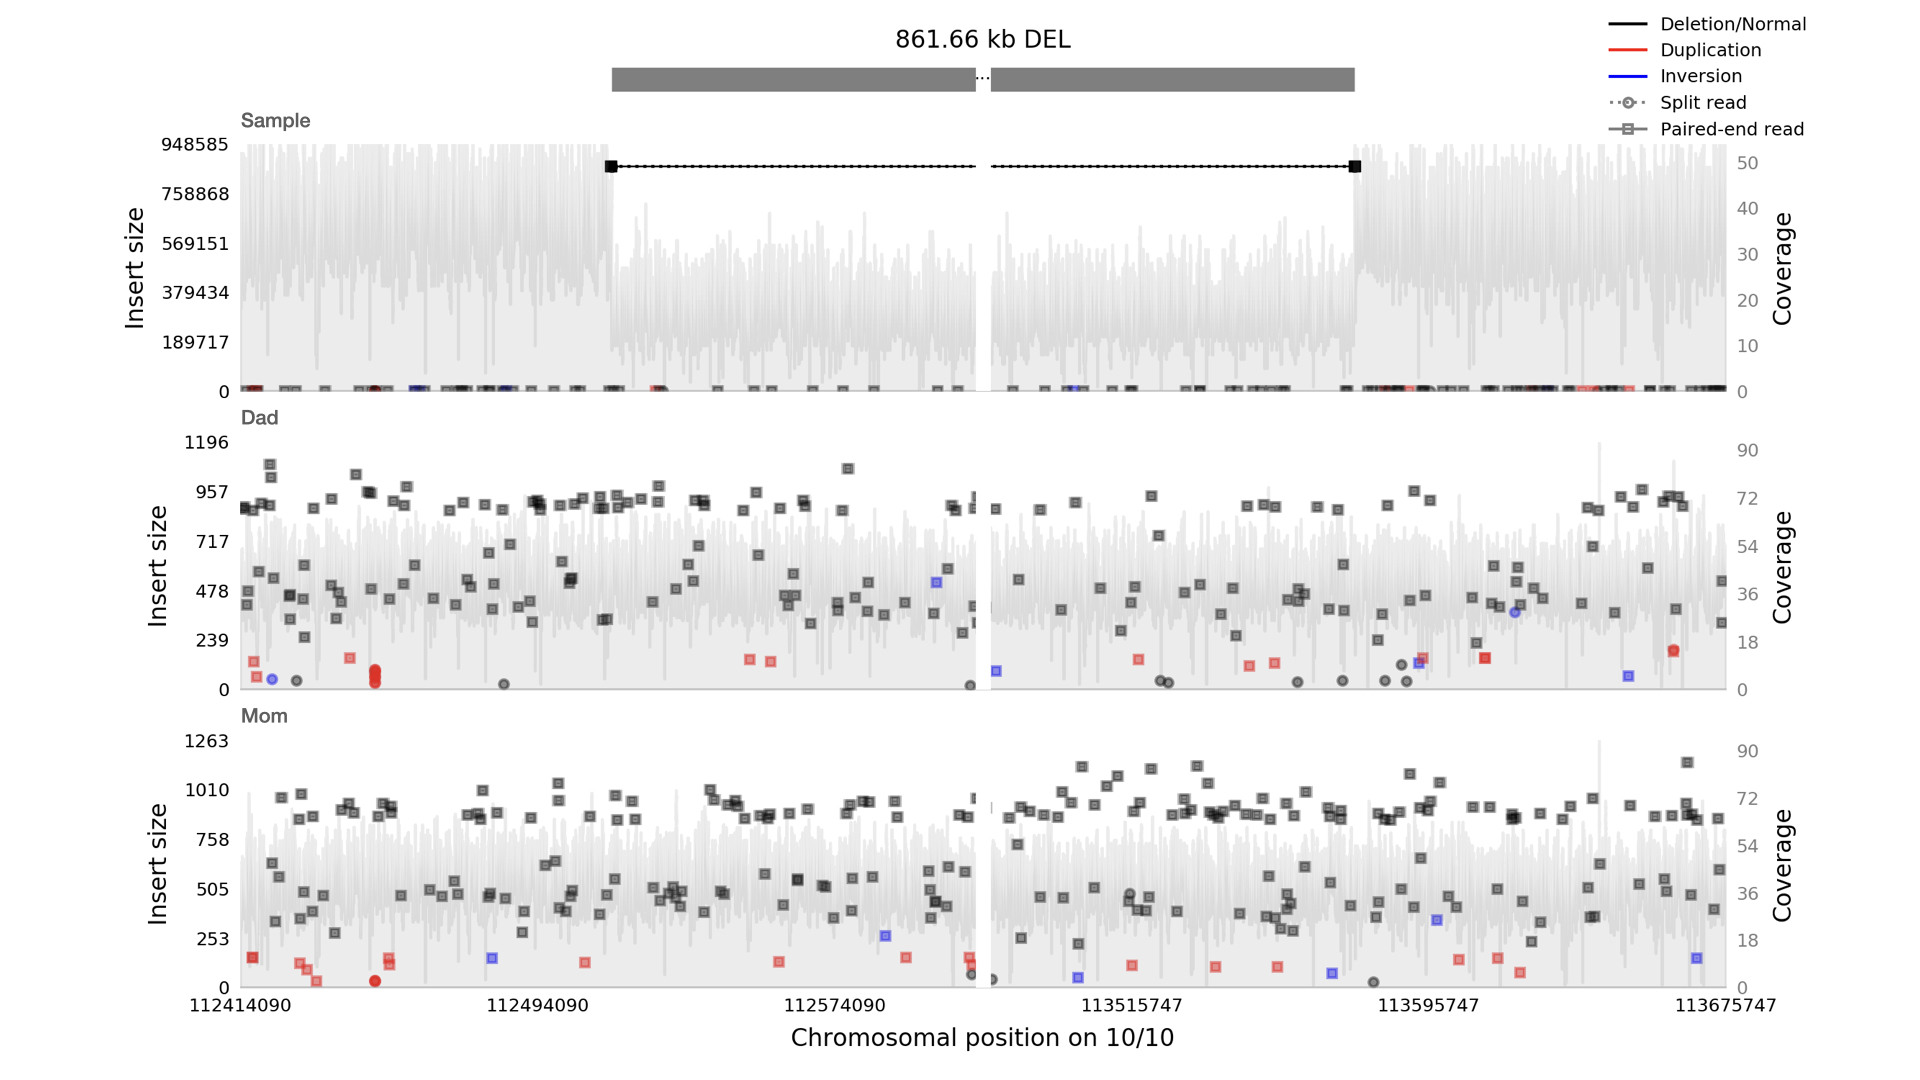 861.66 kb DEL
...
Deletion/Normal
Duplication
Inversion
Split read
Paired-end read
Sample
948585
758868
569151
379434
189717
0
Insert size
50
40
30
20
10
0
Coverage
Dad
1196
957
717
478
239
0
Insert size
90
72
54
36
18
0
Coverage
Mom
1263
1010
758
505
253
0
Insert size
90
72
54
36
18
0
Coverage
112414090 112494090 112574090 113515747 113595747 113675747
Chromosomal position on 10/10